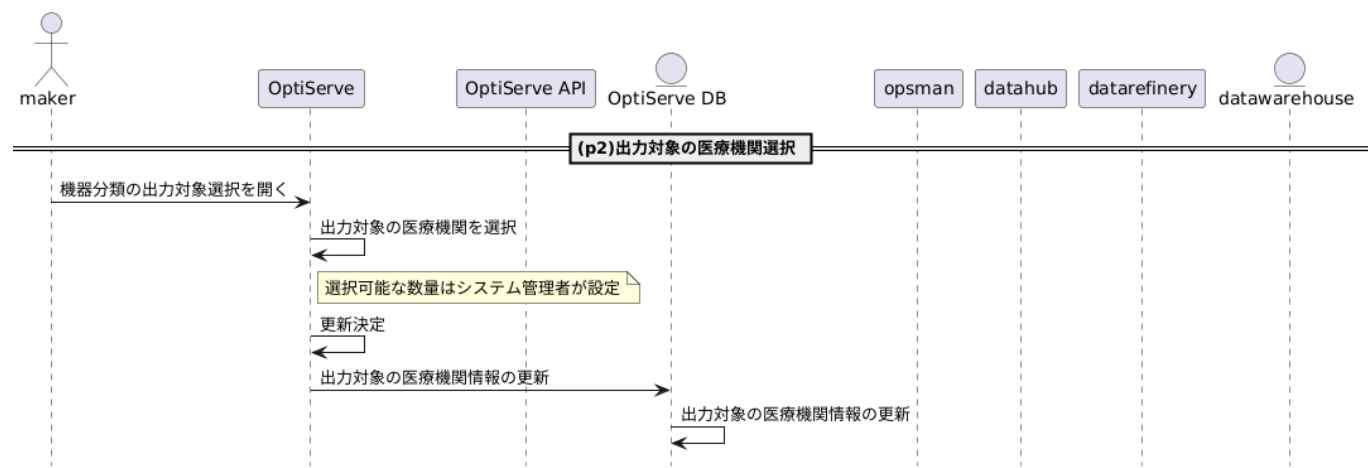 maker
OptiServe
OptiServe API
OptiServe DB
opsman
datahub
datarefinery
datawarehouse
(p2)出力対象の医療機関選択
機器分類の出力対象選択を開く
出力対象の医療機関を選択
選択可能な数量はシステム管理者が設定
更新決定
出力対象の医療機関情報の更新
出力対象の医療機関情報の更新